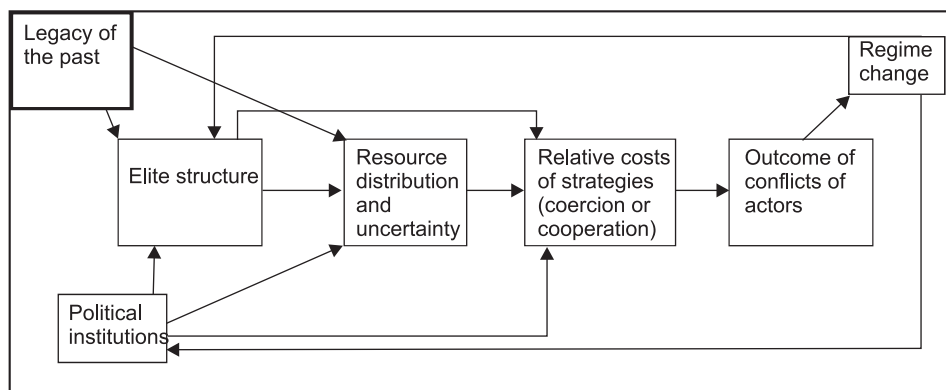 Legacy of
the past
Regime
change
Elite structure
Resource
distribution
and
uncertainty
Relative costs
of strategies
(coercion or
cooperation)
Outcome of
conflicts of
actors
Political
institutions